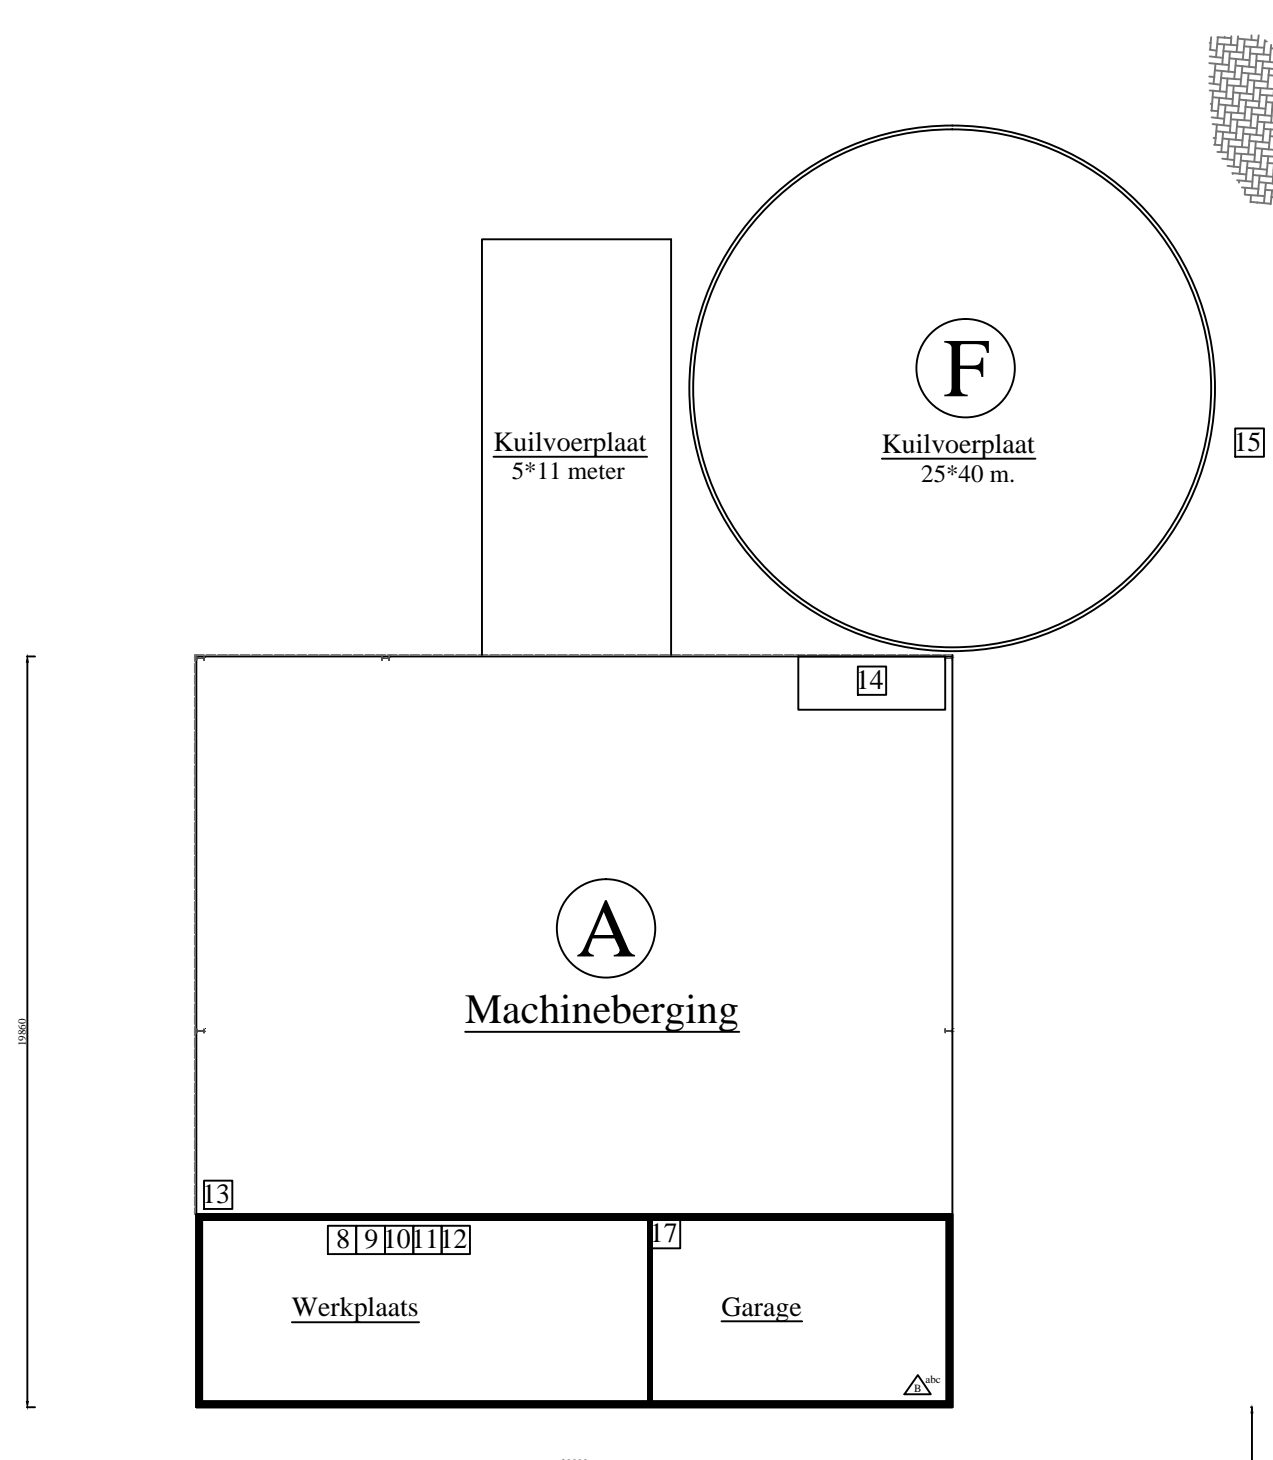 F
Kuilvoerplaat
5*11 meter
Kuilvoerplaat
25*40 m.
15
14
A
Machineberging
19860
13
8 9 10 11 12
17
Werkplaats
Garage
B abc